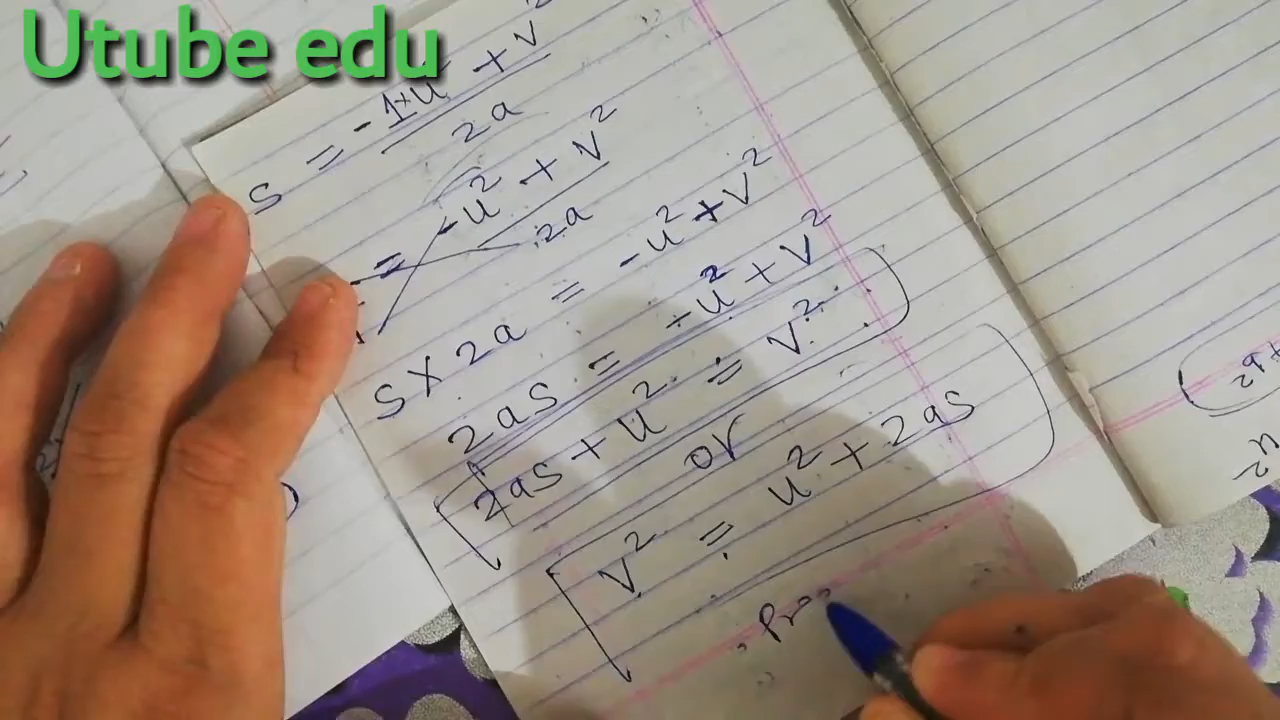 Utube edu
S = -1×u² + v² / 2a
= -u² + v² / 2a
S × 2a = -u² + v²
2as = -u² + v²
2as + u² = v²
or
v² = u² + 2as